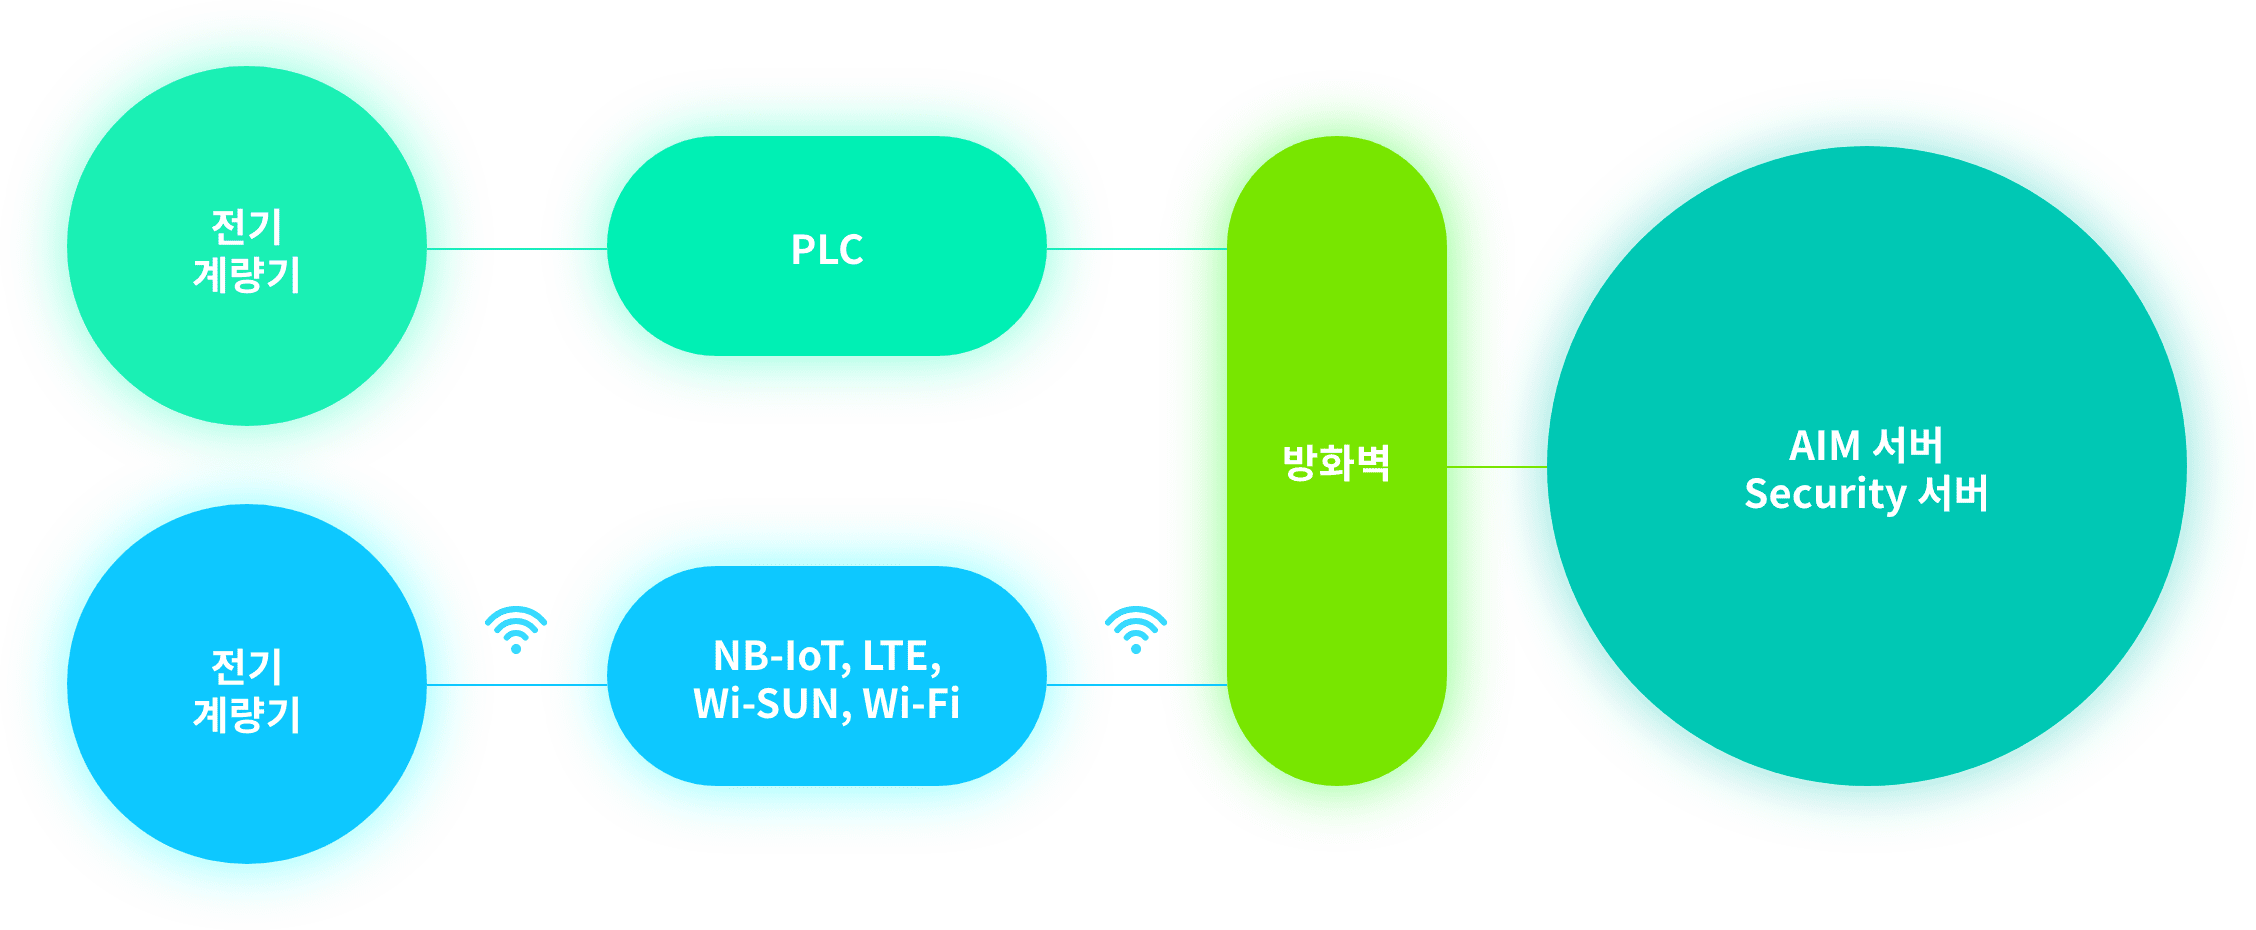 전기
계량기
PLC
전기
계량기
NB-IoT, LTE,
Wi-SUN, Wi-Fi
방화벽
AIM 서버
Security 서버